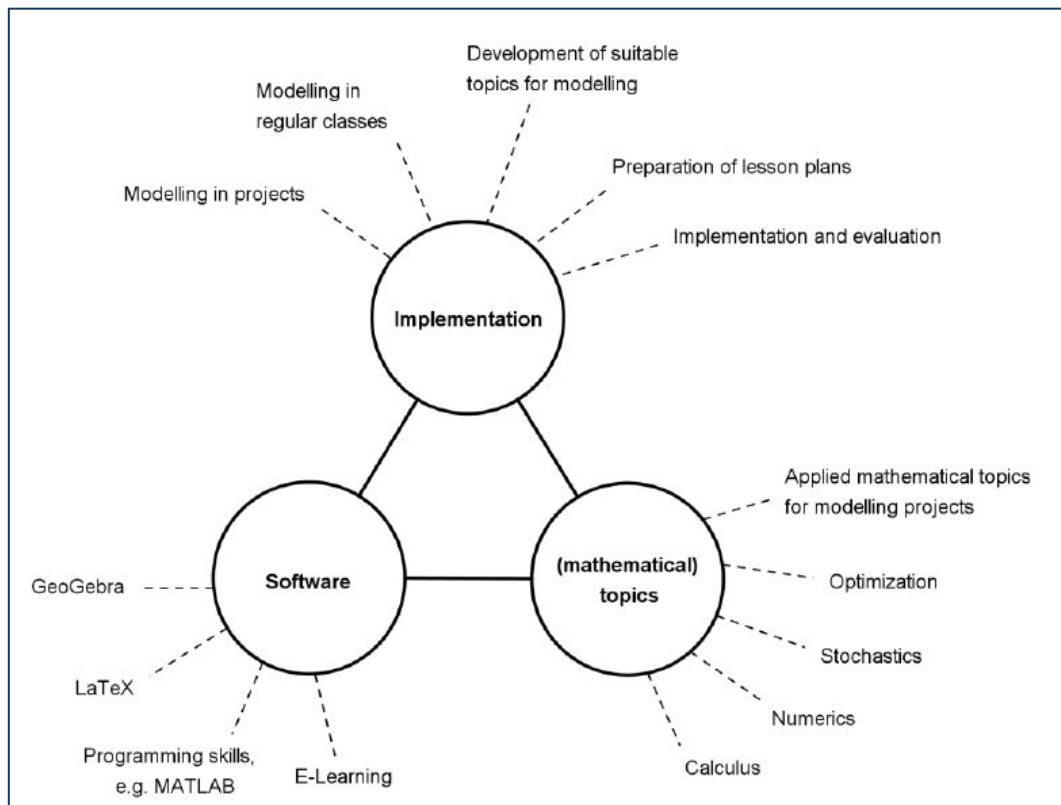 Development of suitable
topics for modelling
Modelling in
regular classes
Preparation of lesson plans
Modelling in projects
Implementation and evaluation
Implementation
Applied mathematical topics
for modelling projects
(mathematical)
topics
Software
GeoGebra
Optimization
Stochastics
LaTeX
Numerics
Programming skills,
e.g. MATLAB
E-Learning
Calculus